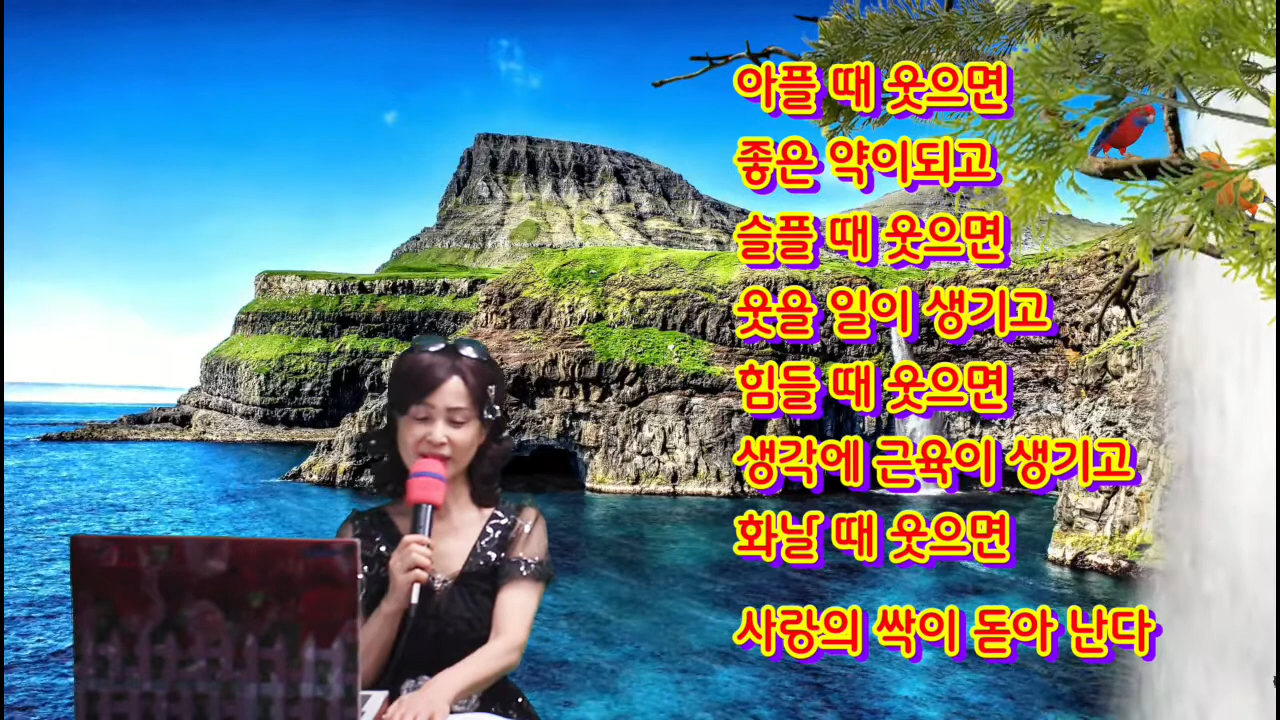 아플 때 웃으면
좋은 약이되고
슬플 때 웃으면
웃을 일이 생기고
힘들 때 웃으면
생각에 근육이 생기고
화날 때 웃으면
사랑의 싹이 돋아 난다